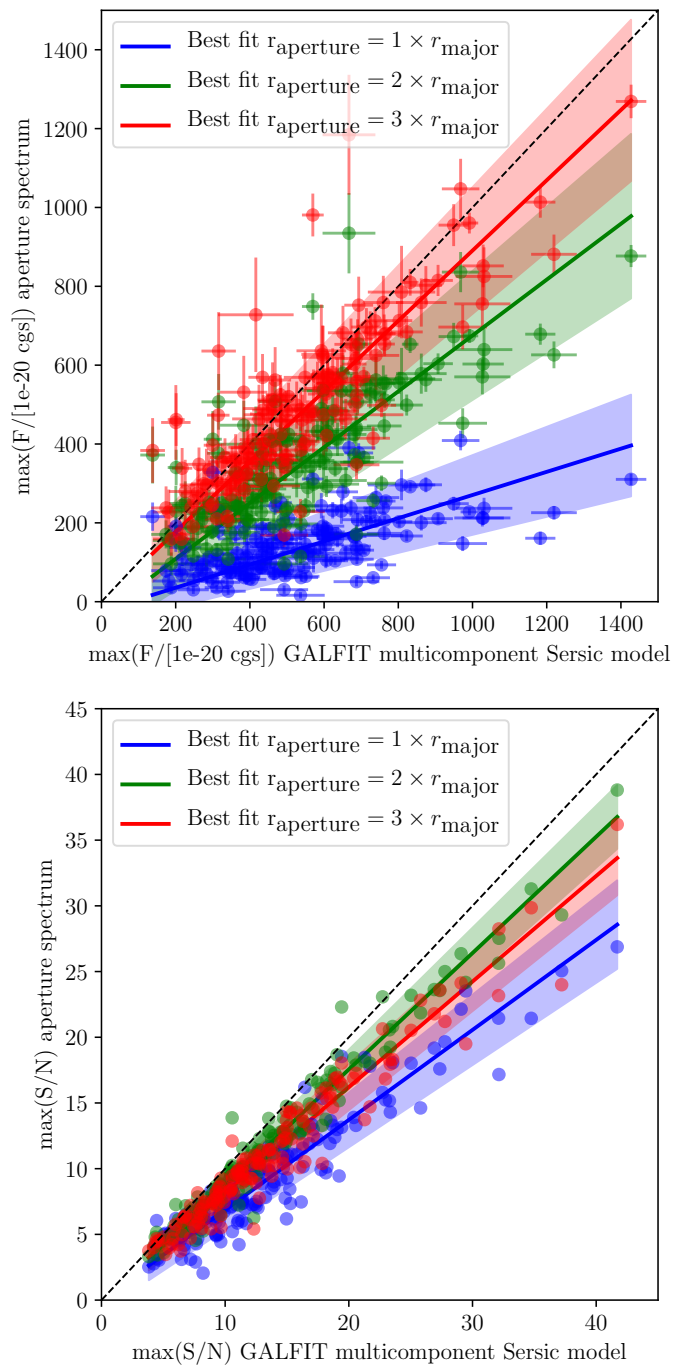 1400
1200
1000
800
600
400
200
0
max(F/[1e-20 cgs]) aperture spectrum
Best fit r_aperture = 1 × r_major
Best fit r_aperture = 2 × r_major
Best fit r_aperture = 3 × r_major
0 200 400 600 800 1000 1200 1400
max(F/[1e-20 cgs]) GALFIT multicomponent Sersic model
45
40
35
30
25
20
15
10
5
0
max(S/N) aperture spectrum
Best fit r_aperture = 1 × r_major
Best fit r_aperture = 2 × r_major
Best fit r_aperture = 3 × r_major
0 10 20 30 40
max(S/N) GALFIT multicomponent Sersic model